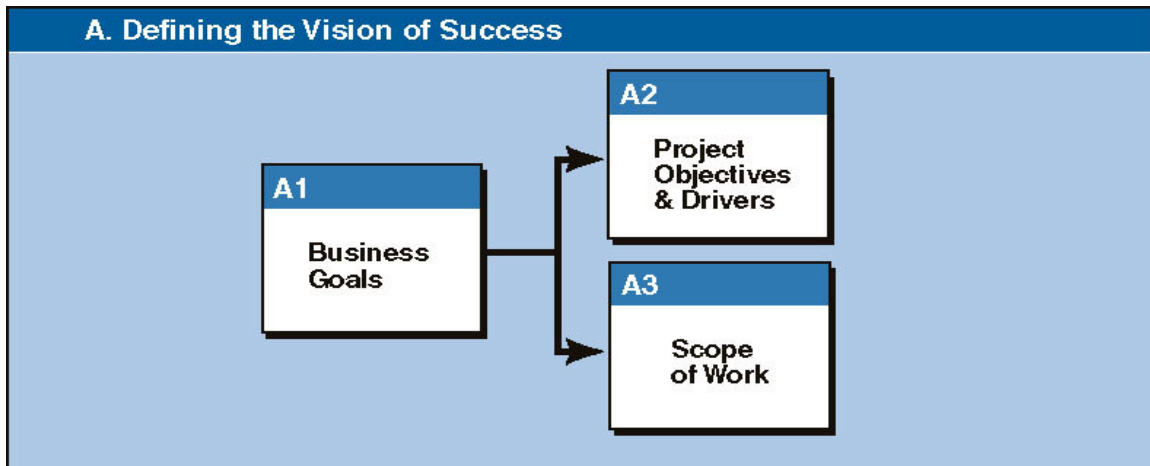 A. Defining the Vision of Success
A1
Business
Goals
A2
Project
Objectives
& Drivers
A3
Scope
of Work